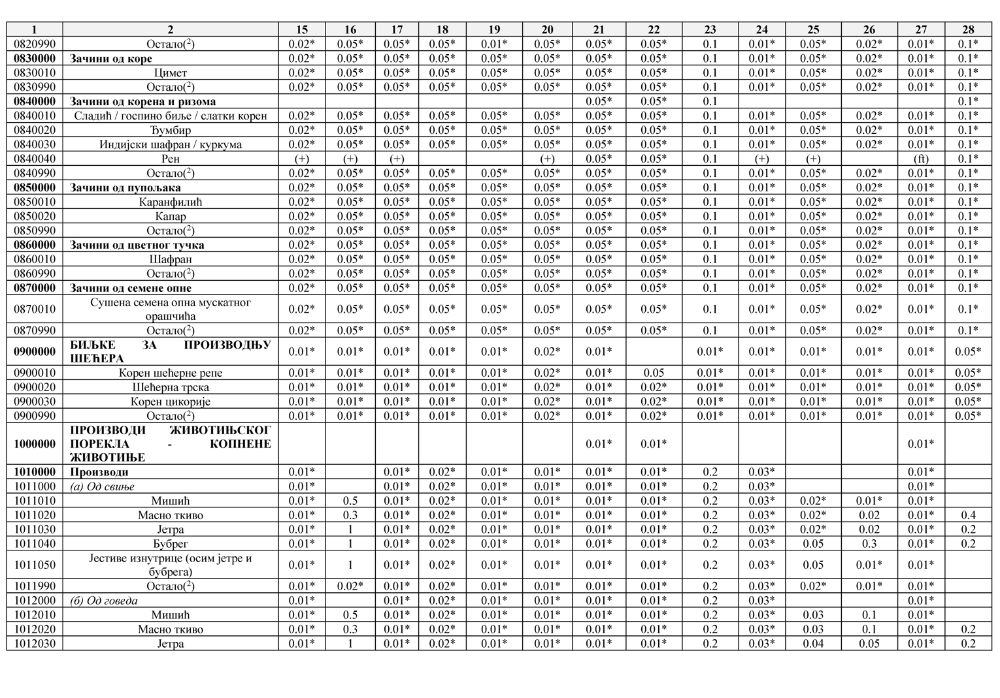 1 2 15 16 17 18 19 20 21 22 23 24 25 26 27 28
0820990 Остало(2) 0.02* 0.05* 0.05* 0.05* 0.01* 0.05* 0.05* 0.05* 0.1 0.01* 0.05* 0.02* 0.01* 0.1*
0830000 Зачини од коре 0.02* 0.05* 0.05* 0.05* 0.05* 0.05* 0.05* 0.05* 0.1 0.01* 0.05* 0.02* 0.01* 0.1*
0830010 Цимет 0.02* 0.05* 0.05* 0.05* 0.05* 0.05* 0.05* 0.05* 0.1 0.01* 0.05* 0.02* 0.01* 0.1*
0830990 Остало(2) 0.02* 0.05* 0.05* 0.05* 0.05* 0.05* 0.05* 0.05* 0.1 0.01* 0.05* 0.02* 0.01* 0.1*
0840000 Зачини од корена и ризома 0.05* 0.05* 0.1 0.1*
0840010 Сладић / госпино биље / слатки корен 0.02* 0.05* 0.05* 0.05* 0.05* 0.05* 0.05* 0.05* 0.1 0.01* 0.05* 0.02* 0.01* 0.1*
0840020 Ђумбир 0.02* 0.05* 0.05* 0.05* 0.05* 0.05* 0.05* 0.05* 0.1 0.01* 0.05* 0.02* 0.01* 0.1*
0840030 Индијски шафран / куркума 0.02* 0.05* 0.05* 0.05* 0.05* 0.05* 0.05* 0.05* 0.1 0.01* 0.05* 0.02* 0.01* 0.1*
0840040 Рен (+) (+) (+) (+) 0.05* 0.05* 0.1 (+) (+) (ft) 0.1*
0840990 Остало(2) 0.02* 0.05* 0.05* 0.05* 0.05* 0.05* 0.05* 0.05* 0.1 0.01* 0.05* 0.02* 0.01* 0.1*
0850000 Зачини од пупољака 0.02* 0.05* 0.05* 0.05* 0.05* 0.05* 0.05* 0.05* 0.1 0.01* 0.05* 0.02* 0.01* 0.1*
0850010 Каранфилић 0.02* 0.05* 0.05* 0.05* 0.05* 0.05* 0.05* 0.05* 0.1 0.01* 0.05* 0.02* 0.01* 0.1*
0850020 Капар 0.02* 0.05* 0.05* 0.05* 0.05* 0.05* 0.05* 0.05* 0.1 0.01* 0.05* 0.02* 0.01* 0.1*
0850990 Остало(2) 0.02* 0.05* 0.05* 0.05* 0.05* 0.05* 0.05* 0.05* 0.1 0.01* 0.05* 0.02* 0.01* 0.1*
0860000 Зачини од цветног тучка 0.02* 0.05* 0.05* 0.05* 0.05* 0.05* 0.05* 0.05* 0.1 0.01* 0.05* 0.02* 0.01* 0.1*
0860010 Шафран 0.02* 0.05* 0.05* 0.05* 0.05* 0.05* 0.05* 0.05* 0.1 0.01* 0.05* 0.02* 0.01* 0.1*
0860990 Остало(2) 0.02* 0.05* 0.05* 0.05* 0.05* 0.05* 0.05* 0.05* 0.1 0.01* 0.05* 0.02* 0.01* 0.1*
0870000 Зачини од семене опне 0.02* 0.05* 0.05* 0.05* 0.05* 0.05* 0.05* 0.05* 0.1 0.01* 0.05* 0.02* 0.01* 0.1*
0870010 Сушена семена опна мускатног
орашчића 0.02* 0.05* 0.05* 0.05* 0.05* 0.05* 0.05* 0.05* 0.1 0.01* 0.05* 0.02* 0.01* 0.1*
0870990 Остало(2) 0.02* 0.05* 0.05* 0.05* 0.05* 0.05* 0.05* 0.05* 0.1 0.01* 0.05* 0.02* 0.01* 0.1*
0900000 БИЉКЕ ЗА ПРОИЗВОДЊУ
ШЕЋЕРА 0.01* 0.01* 0.01* 0.01* 0.01* 0.02* 0.01* 0.01* 0.01* 0.01* 0.01* 0.01* 0.05*
0900010 Корен шећерне репе 0.01* 0.01* 0.01* 0.01* 0.01* 0.02* 0.01* 0.05 0.01* 0.01* 0.01* 0.01* 0.01* 0.05*
0900020 Шећерна трска 0.01* 0.01* 0.01* 0.01* 0.01* 0.02* 0.01* 0.02* 0.01* 0.01* 0.01* 0.01* 0.01* 0.05*
0900030 Корен цикорије 0.01* 0.01* 0.01* 0.01* 0.01* 0.02* 0.01* 0.02* 0.01* 0.01* 0.01* 0.01* 0.01* 0.05*
0900990 Остало(2) 0.01* 0.01* 0.01* 0.01* 0.01* 0.02* 0.01* 0.02* 0.01* 0.01* 0.01* 0.01* 0.01* 0.05*
1000000 ПРОИЗВОДИ ЖИВОТИЊСКОГ
ПОРЕКЛА - КОПНЕНЕ
ЖИВОТИЊЕ 0.01* 0.01* 0.01*
1010000 Производи 0.01* 0.01* 0.02* 0.01* 0.01* 0.01* 0.01* 0.2 0.03* 0.01*
1011000 (а) Од свиње 0.01* 0.01* 0.02* 0.01* 0.01* 0.01* 0.01* 0.2 0.03* 0.01*
1011010 Мишић 0.01* 0.5 0.01* 0.02* 0.01* 0.01* 0.01* 0.01* 0.2 0.03* 0.02* 0.01* 0.01*
1011020 Масно ткиво 0.01* 0.3 0.01* 0.02* 0.01* 0.01* 0.01* 0.01* 0.2 0.03* 0.02* 0.02 0.01* 0.4
1011030 Јетра 0.01* 1 0.01* 0.02* 0.01* 0.01* 0.01* 0.01* 0.2 0.03* 0.02* 0.02 0.01* 0.2
1011040 Бубрег 0.01* 1 0.01* 0.02* 0.01* 0.01* 0.01* 0.01* 0.2 0.03* 0.05 0.3 0.01* 0.2
1011050 Јестиве изнутрице (осим јетре и
бубрега) 0.01* 1 0.01* 0.02* 0.01* 0.01* 0.01* 0.01* 0.2 0.03* 0.05 0.01* 0.01*
1011990 Остало(2) 0.01* 0.02* 0.01* 0.02* 0.01* 0.01* 0.01* 0.01* 0.2 0.03* 0.02* 0.01* 0.01*
1012000 (б) Од говеда 0.01* 0.01* 0.02* 0.01* 0.01* 0.01* 0.01* 0.2 0.03* 0.01*
1012010 Мишић 0.01* 0.5 0.01* 0.02* 0.01* 0.01* 0.01* 0.01* 0.2 0.03* 0.03 0.1 0.01*
1012020 Масно ткиво 0.01* 0.3 0.01* 0.02* 0.01* 0.01* 0.01* 0.01* 0.2 0.03* 0.03 0.1 0.01* 0.2
1012030 Јетра 0.01* 1 0.01* 0.02* 0.01* 0.01* 0.01* 0.01* 0.2 0.03* 0.04 0.05 0.01* 0.2